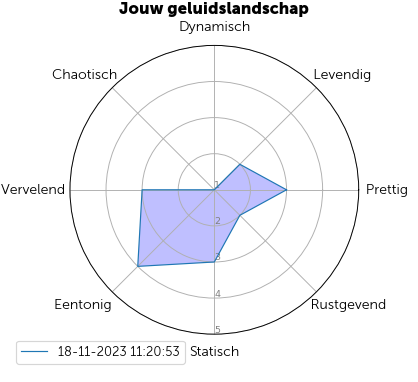 Jouw geluidslandschap
Dynamisch
Chaotisch
Levendig
Vervelend
Prettig
1
2
3
4
5
Eentonig
Rustgevend
18-11-2023 11:20:53
Statisch